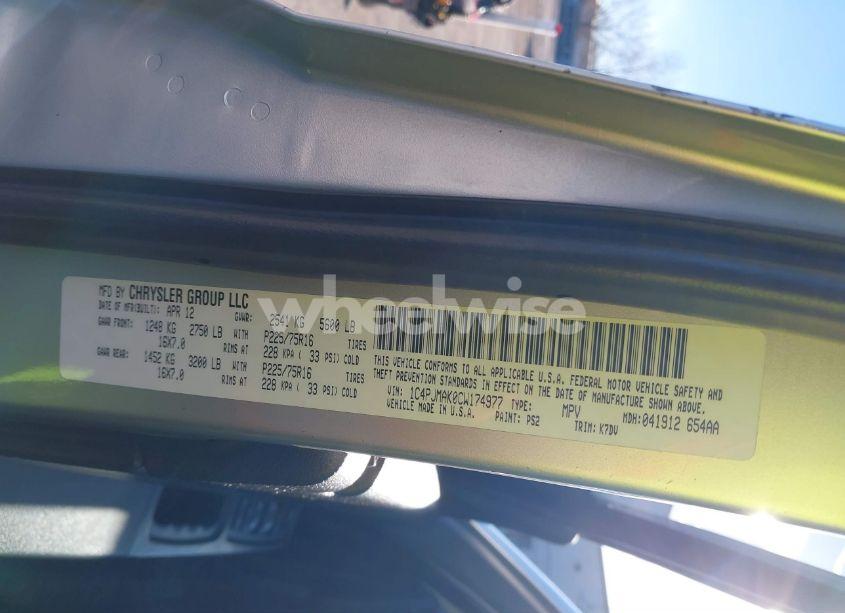 MFD BY CHRYSLER GROUP LLC
DATE OF MFR(BUILT): APR 12 GVWR: 2541 KG 5600 LB
GAWR FRONT: 1248 KG 2750 LB WITH P225/75R16 TIRES
16X7.0 RIMS AT 228 KPA ( 33 PSI) COLD
GAWR REAR: 1452 KG 3200 LB WITH P225/75R16 TIRES
16X7.0 RIMS AT 228 KPA ( 33 PSI) COLD
THIS VEHICLE CONFORMS TO ALL APPLICABLE U.S.A. FEDERAL MOTOR VEHICLE SAFETY AND
THEFT PREVENTION STANDARDS IN EFFECT ON THE DATE OF MANUFACTURE SHOWN ABOVE.
VIN: 1C4PJMAK0CW174977 TYPE: MPV MDH: 041912 654AA
VEHICLE MADE IN U.S.A. PAINT: PS2 TRIM: K7DV
wheelwise